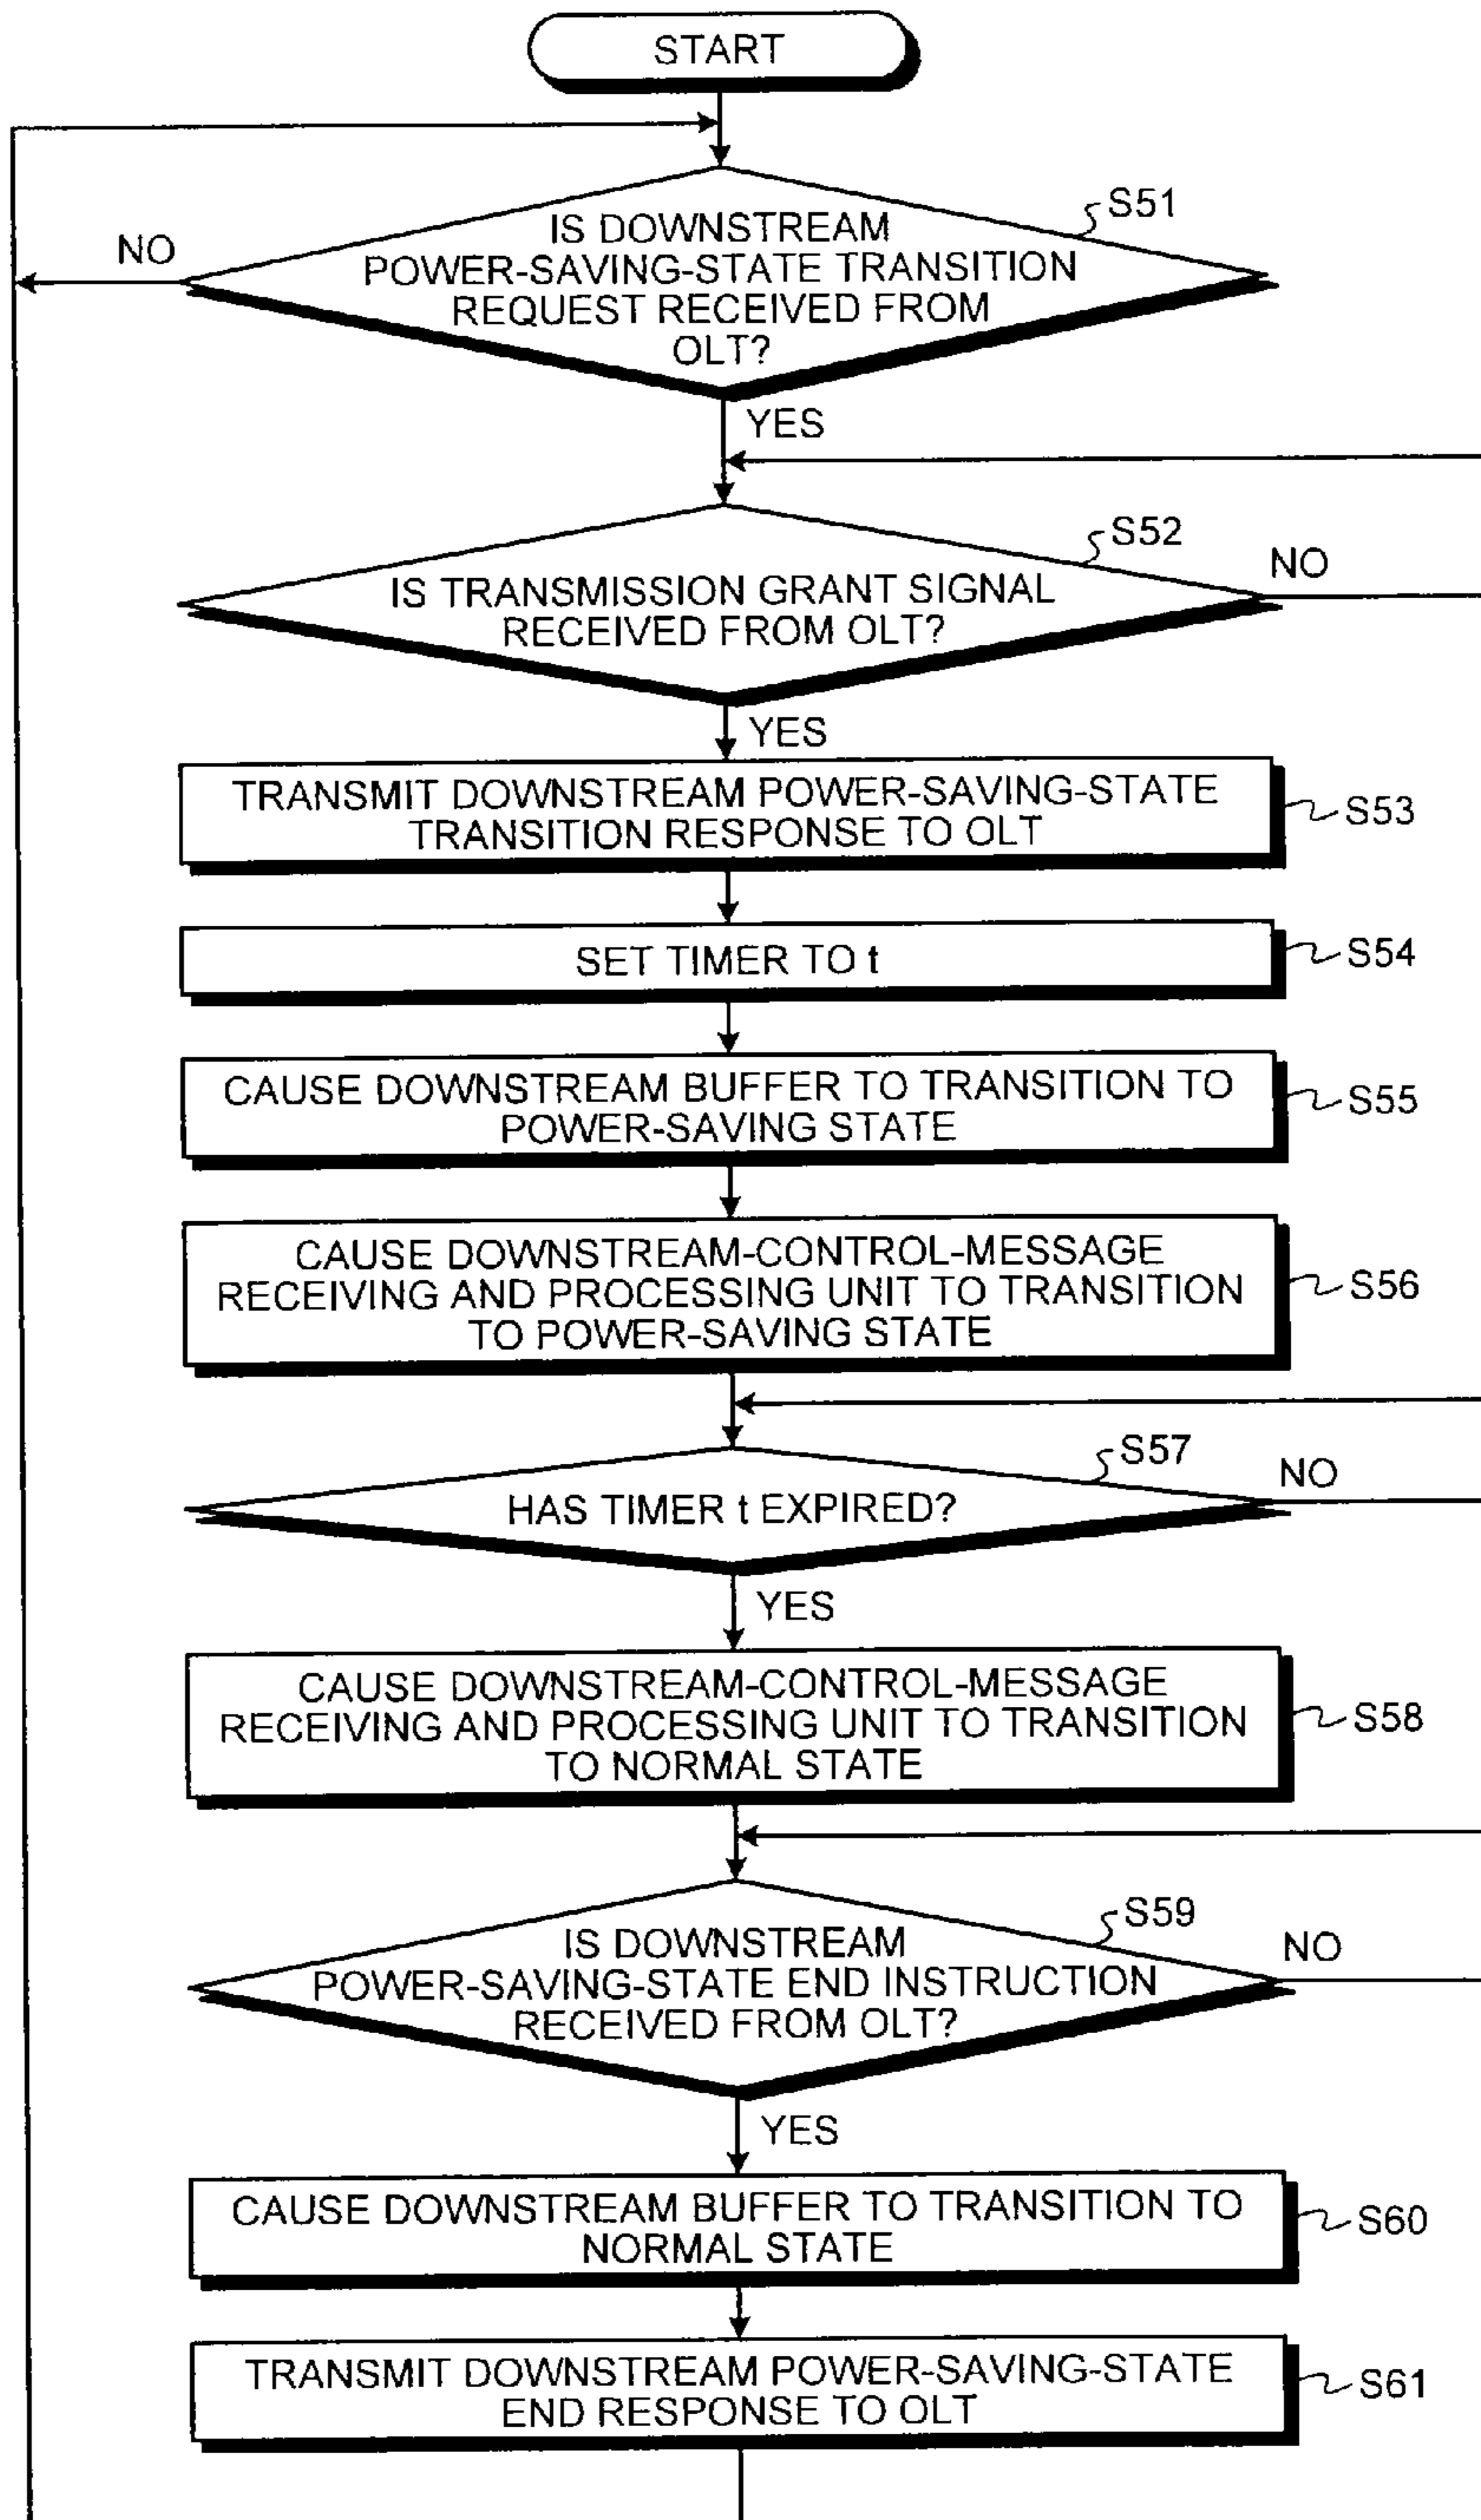 START
S51
NO
IS DOWNSTREAM
POWER-SAVING-STATE TRANSITION
REQUEST RECEIVED FROM
OLT?
YES
S52
NO
IS TRANSMISSION GRANT SIGNAL
RECEIVED FROM OLT?
YES
TRANSMIT DOWNSTREAM POWER-SAVING-STATE
TRANSITION RESPONSE TO OLT
S53
SET TIMER TO t
S54
CAUSE DOWNSTREAM BUFFER TO TRANSITION TO
POWER-SAVING STATE
S55
CAUSE DOWNSTREAM-CONTROL-MESSAGE
RECEIVING AND PROCESSING UNIT TO TRANSITION
TO POWER-SAVING STATE
S56
S57
NO
HAS TIMER t EXPIRED?
YES
CAUSE DOWNSTREAM-CONTROL-MESSAGE
RECEIVING AND PROCESSING UNIT TO TRANSITION
TO NORMAL STATE
S58
S59
NO
IS DOWNSTREAM
POWER-SAVING-STATE END INSTRUCTION
RECEIVED FROM OLT?
YES
CAUSE DOWNSTREAM BUFFER TO TRANSITION TO
NORMAL STATE
S60
TRANSMIT DOWNSTREAM POWER-SAVING-STATE
END RESPONSE TO OLT
S61